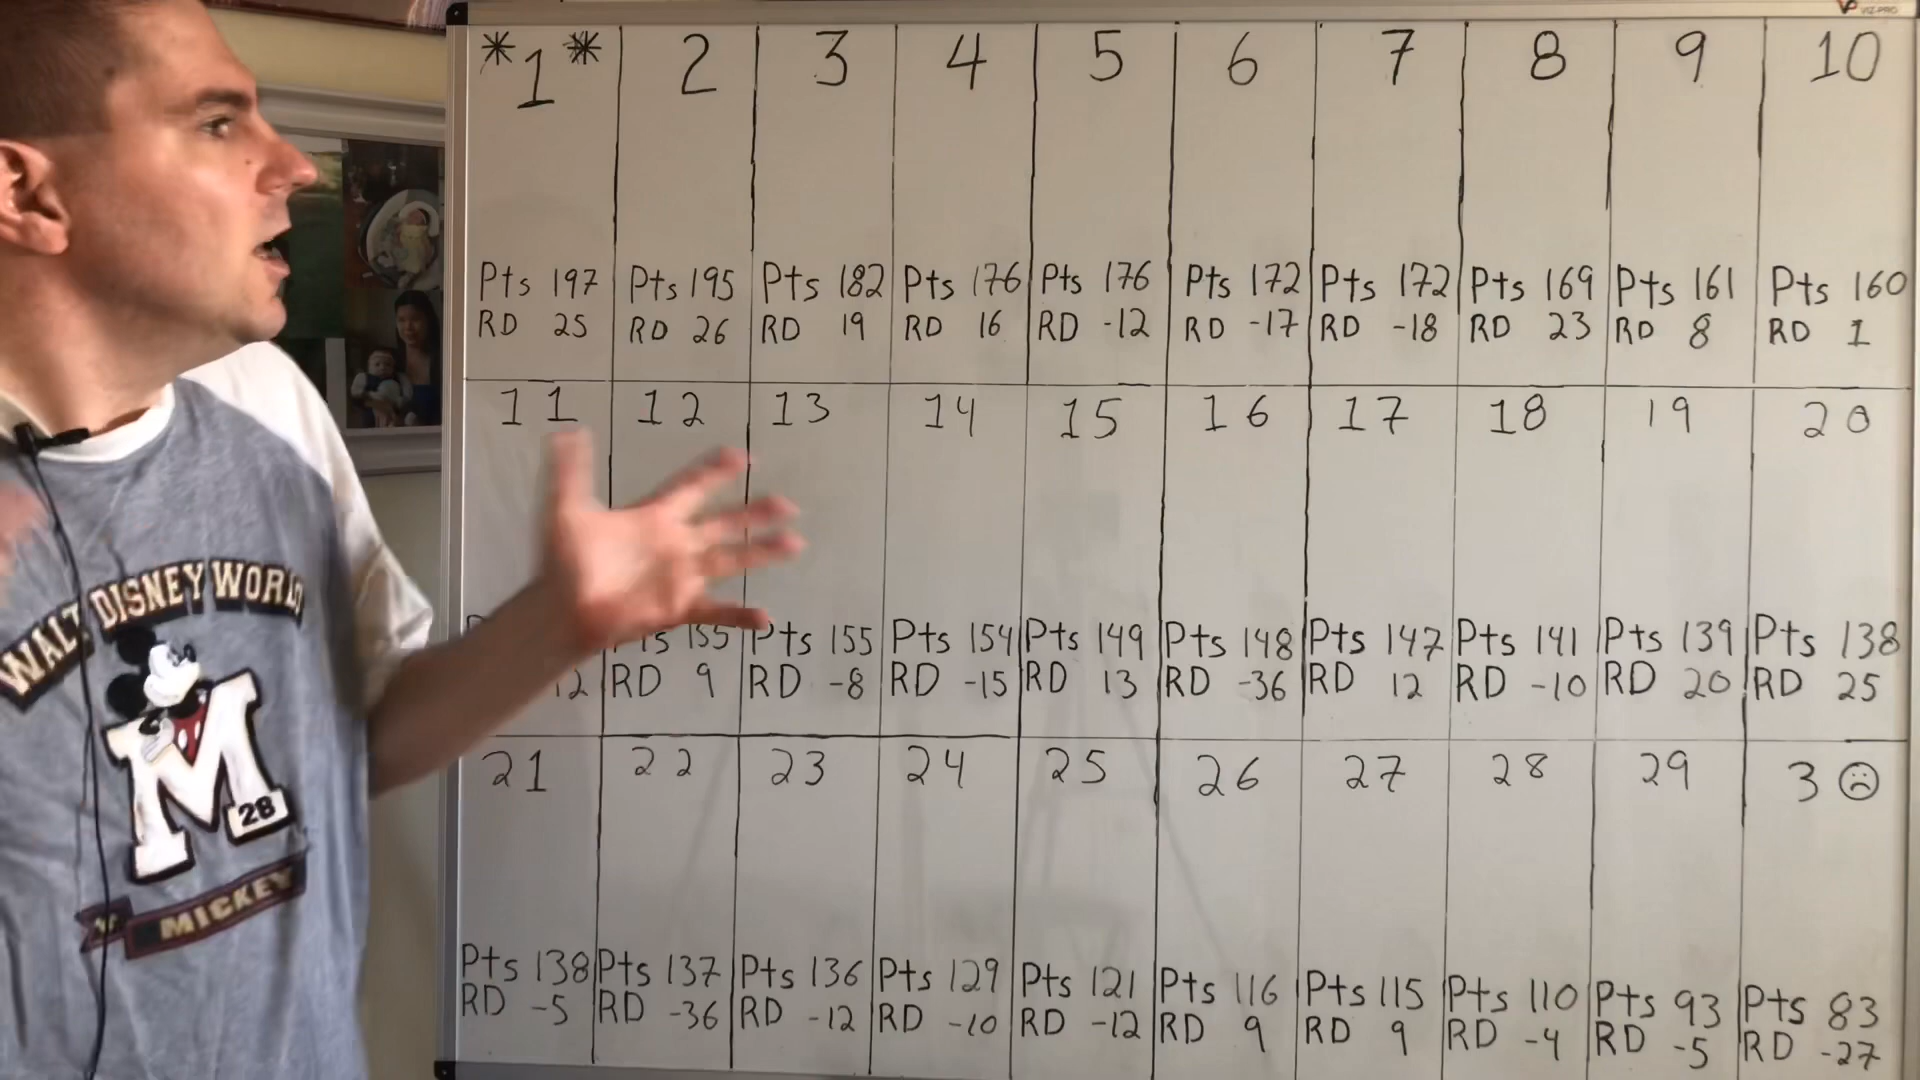 VIZ-PRO
*1* 2 3 4 5 6 7 8 9 10
Pts 197 Pts 195 Pts 182 Pts 176 Pts 176 Pts 172 Pts 172 Pts 169 Pts 161 Pts 160
RD 25 RD 26 RD 19 RD 16 RD -12 RD -17 RD -18 RD 23 RD 8 RD 1
11 12 13 14 15 16 17 18 19 20
155 Pts 155 Pts 154 Pts 149 Pts 148 Pts 147 Pts 141 Pts 139 Pts 138
12 RD 9 RD -8 RD -15 RD 13 RD -36 RD 12 RD -10 RD 20 RD 25
21 22 23 24 25 26 27 28 29 3
Pts 138 Pts 137 Pts 136 Pts 129 Pts 121 Pts 116 Pts 115 Pts 110 Pts 93 Pts 83
RD -5 RD -36 RD -12 RD -10 RD -12 RD 9 RD 9 RD -4 RD -5 RD -27
WALT DISNEY WORLD
M
28
MICKEY